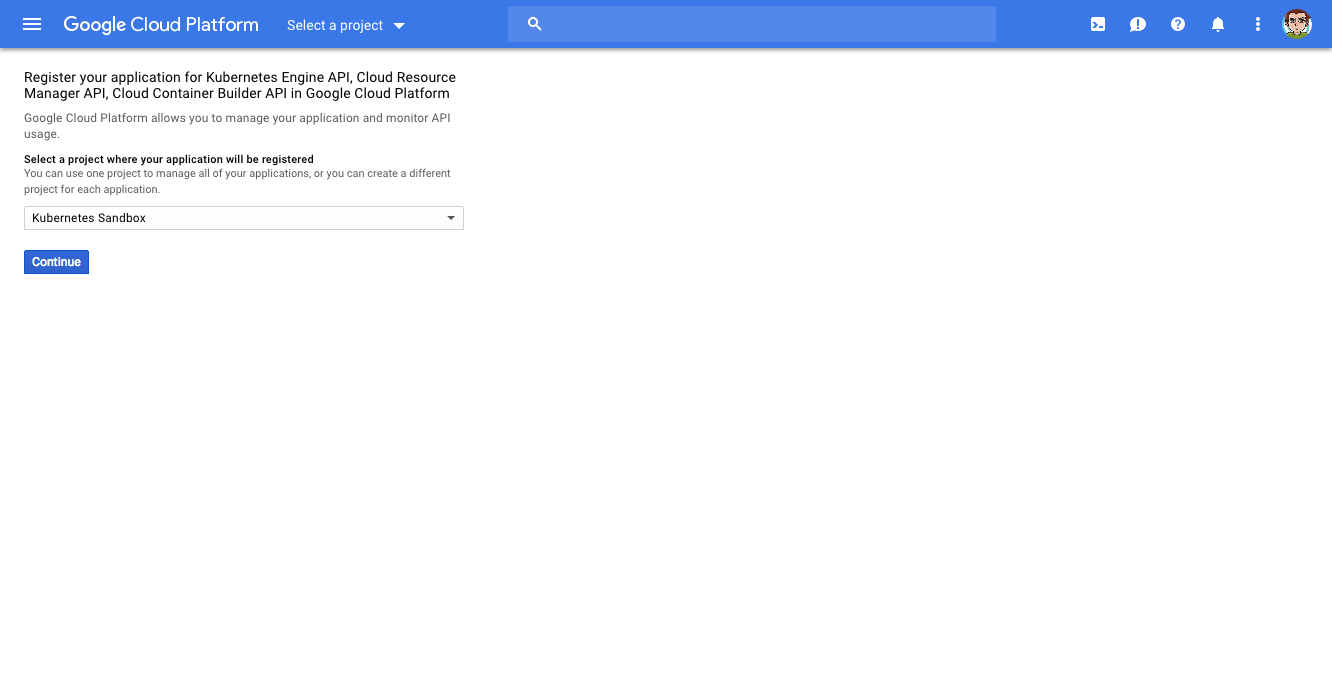 Google Cloud Platform
Select a project
Register your application for Kubernetes Engine API, Cloud Resource
Manager API, Cloud Container Builder API in Google Cloud Platform
Google Cloud Platform allows you to manage your application and monitor API
usage.
Select a project where your application will be registered
You can use one project to manage all of your applications, or you can create a different
project for each application.
Kubernetes Sandbox
Continue